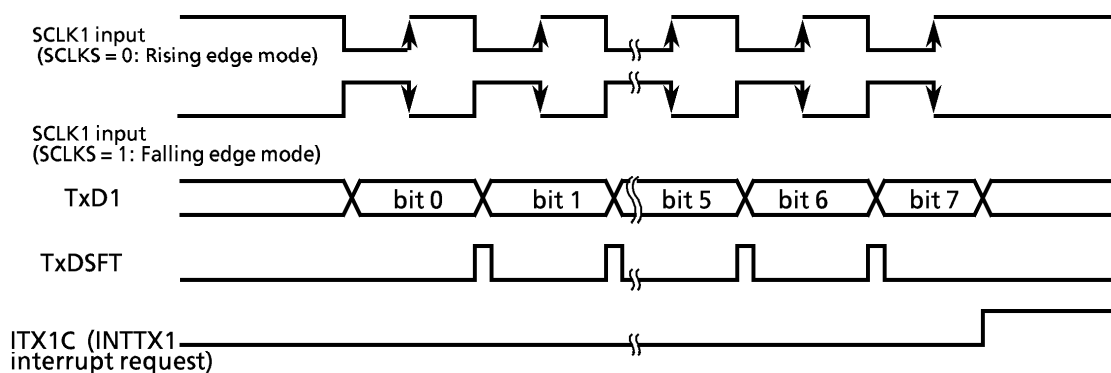 SCLK1 input
(SCLKS = 0: Rising edge mode)
SCLK1 input
(SCLKS = 1: Falling edge mode)
TxD1
bit 0 bit 1 bit 5 bit 6 bit 7
TxDSFT
ITX1C (INTTX1
interrupt request)